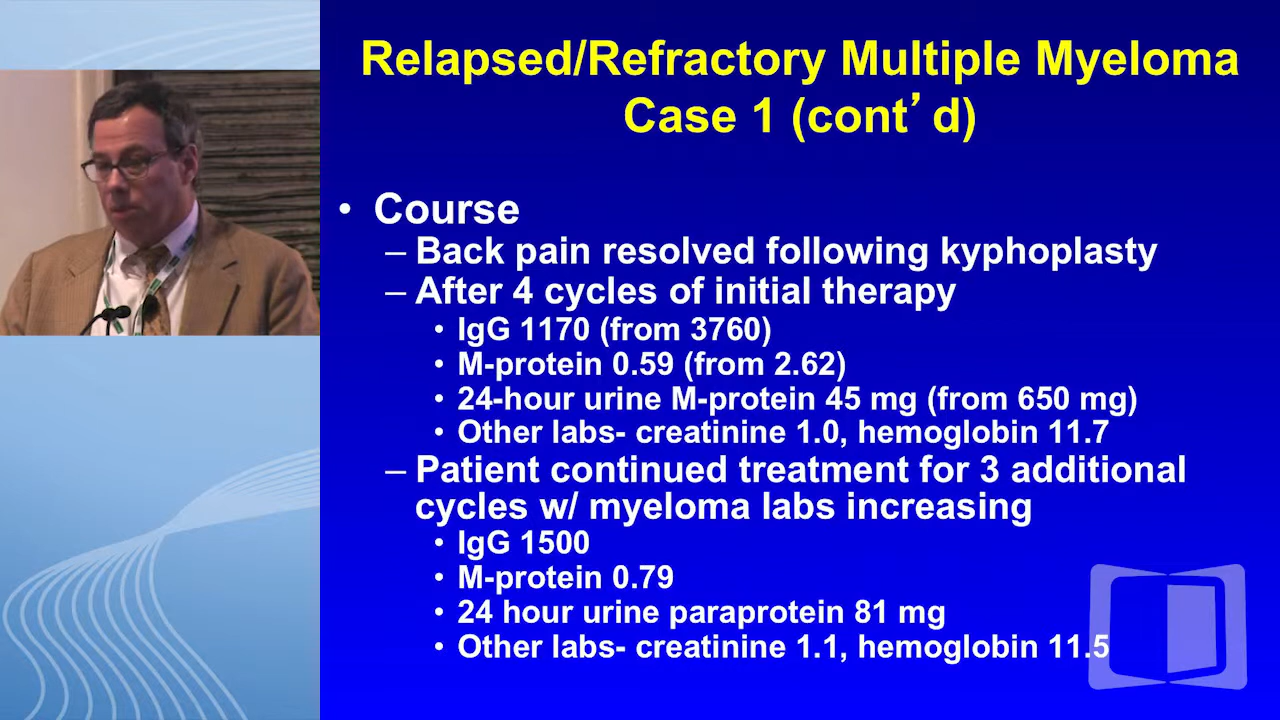 Relapsed/Refractory Multiple Myeloma
Case 1 (cont’d)
• Course
– Back pain resolved following kyphoplasty
– After 4 cycles of initial therapy
• IgG 1170 (from 3760)
• M-protein 0.59 (from 2.62)
• 24-hour urine M-protein 45 mg (from 650 mg)
• Other labs- creatinine 1.0, hemoglobin 11.7
– Patient continued treatment for 3 additional
cycles w/ myeloma labs increasing
• IgG 1500
• M-protein 0.79
• 24 hour urine paraprotein 81 mg
• Other labs- creatinine 1.1, hemoglobin 11.5